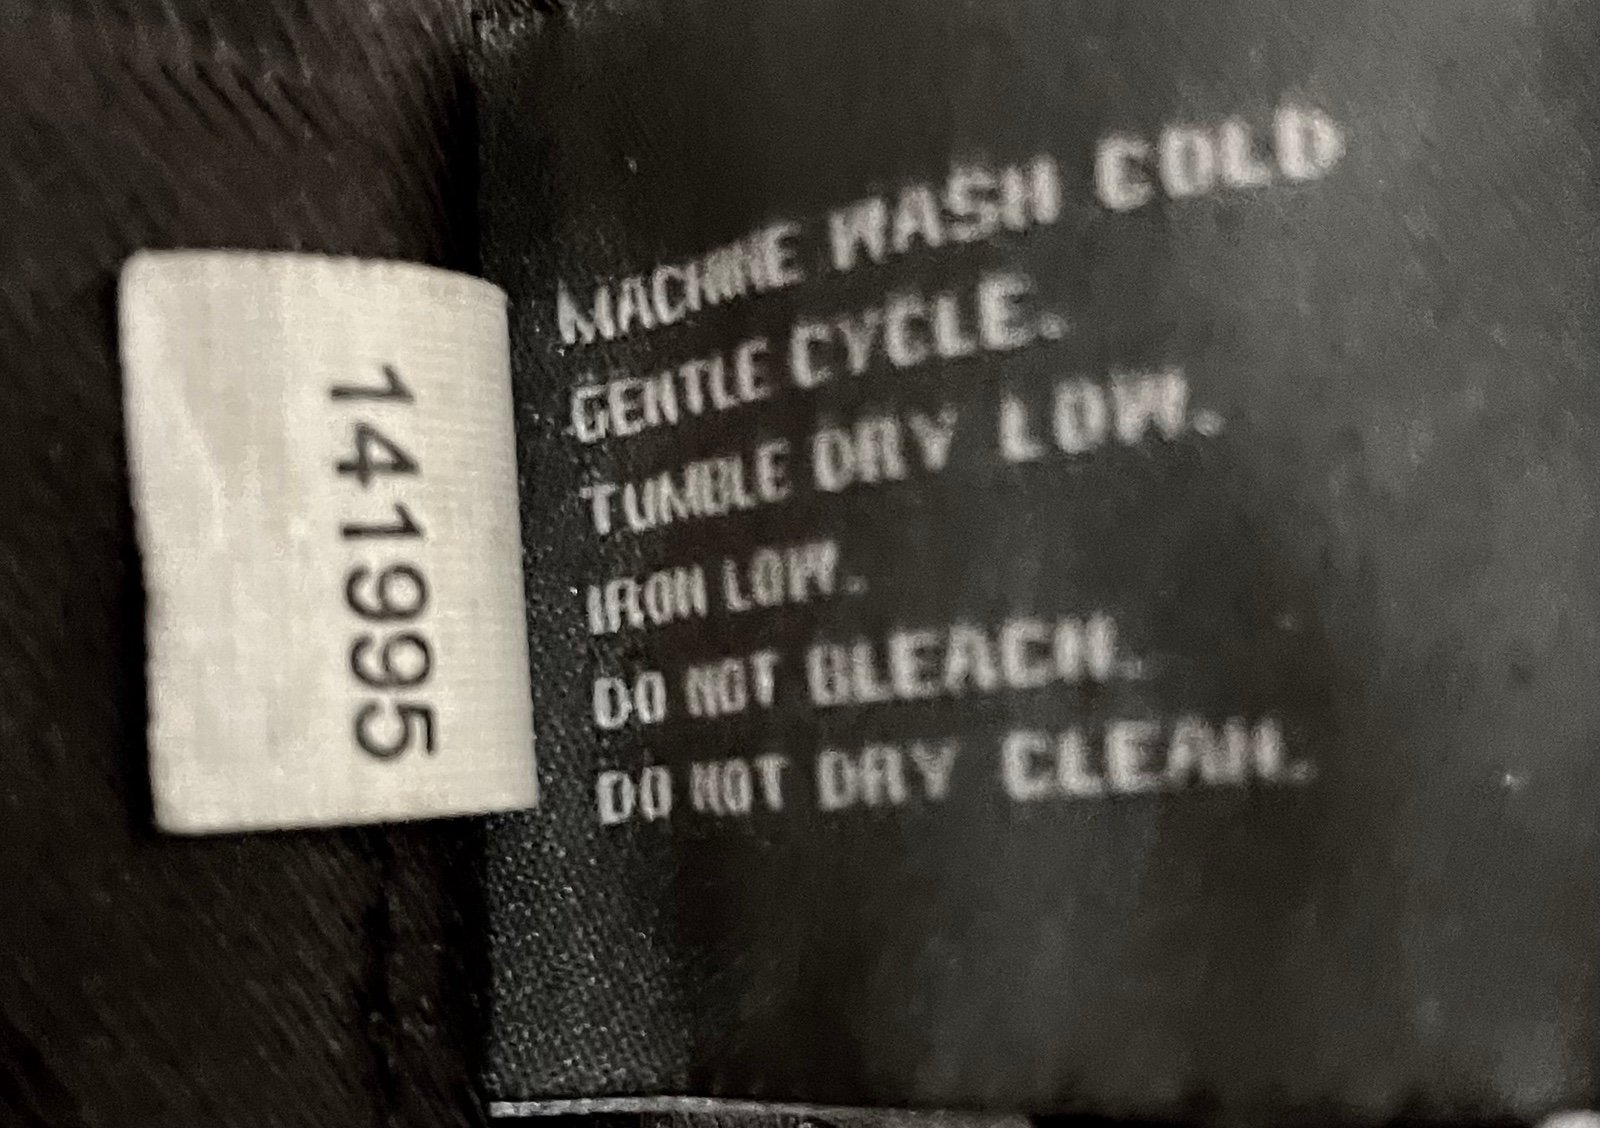 141995
MACHINE WASH COLD
GENTLE CYCLE.
TUMBLE DRY LOW.
IRON LOW.
DO NOT BLEACH.
DO NOT DRY CLEAN.